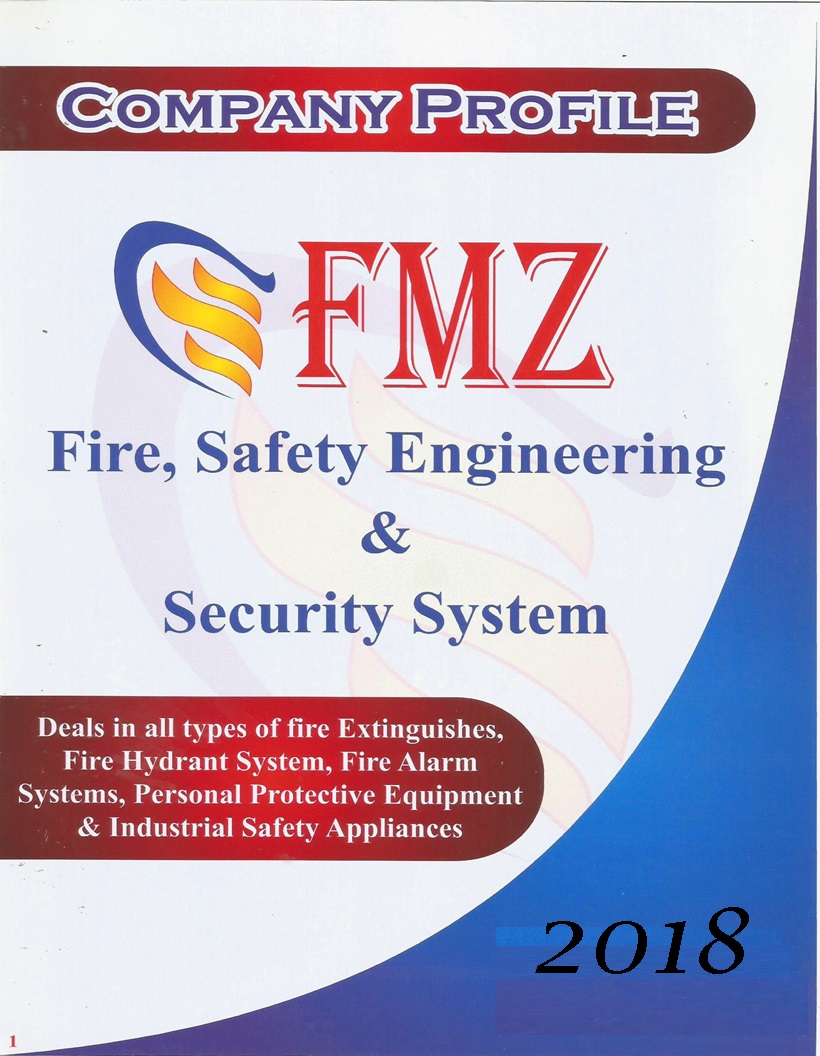 COMPANY PROFILE
FMZ
Fire, Safety Engineering
&
Security System
Deals in all types of fire Extinguishes,
Fire Hydrant System, Fire Alarm
Systems, Personal Protective Equipment
& Industrial Safety Appliances
2018
1